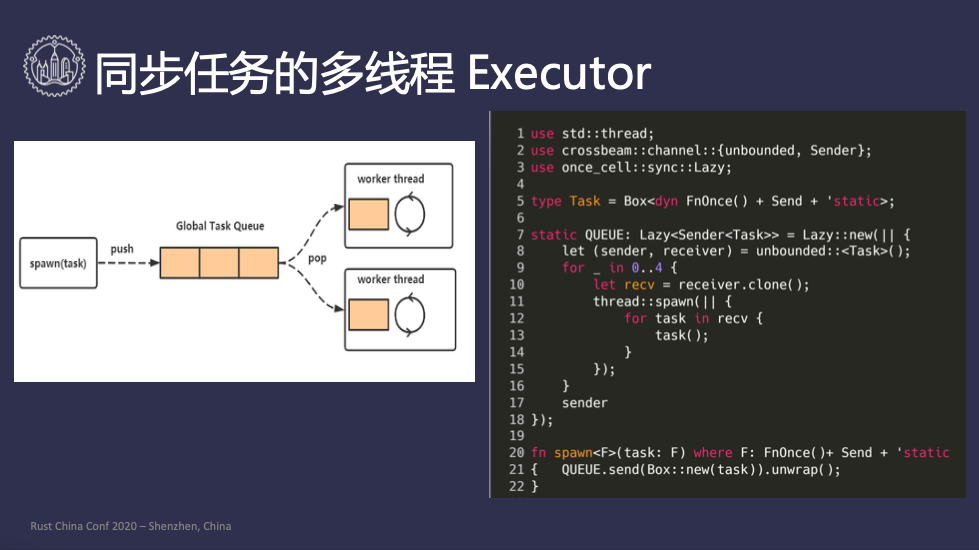 同步任务的多线程 Executor
worker thread
Global Task Queue
push
spawn(task)
pop
worker thread
1 use std::thread;
2 use crossbeam::channel::{unbounded, Sender};
3 use once_cell::sync::Lazy;
4
5 type Task = Box<dyn FnOnce() + Send + 'static>;
6
7 static QUEUE: Lazy<Sender<Task>> = Lazy::new(|| {
8     let (sender, receiver) = unbounded::<Task>();
9     for _ in 0..4 {
10         let recv = receiver.clone();
11         thread::spawn(|| {
12             for task in recv {
13                 task();
14             }
15         });
16     }
17     sender
18 });
19
20 fn spawn<F>(task: F) where F: FnOnce()+ Send + 'static
21 {   QUEUE.send(Box::new(task)).unwrap();
22 }
Rust China Conf 2020 – Shenzhen, China